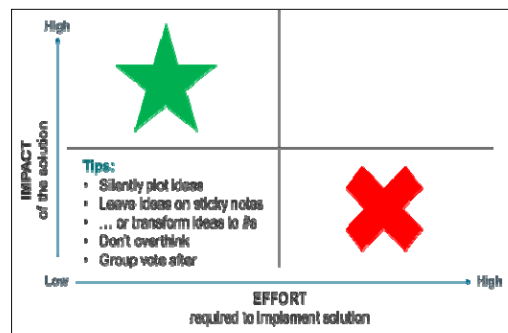 High
IMPACT
of the solution
Tips:
• Silently plot ideas
• Leave ideas on sticky notes
• ... or transform ideas to #s
• Don't overthink
• Group vote after
Low
High
EFFORT
required to implement solution